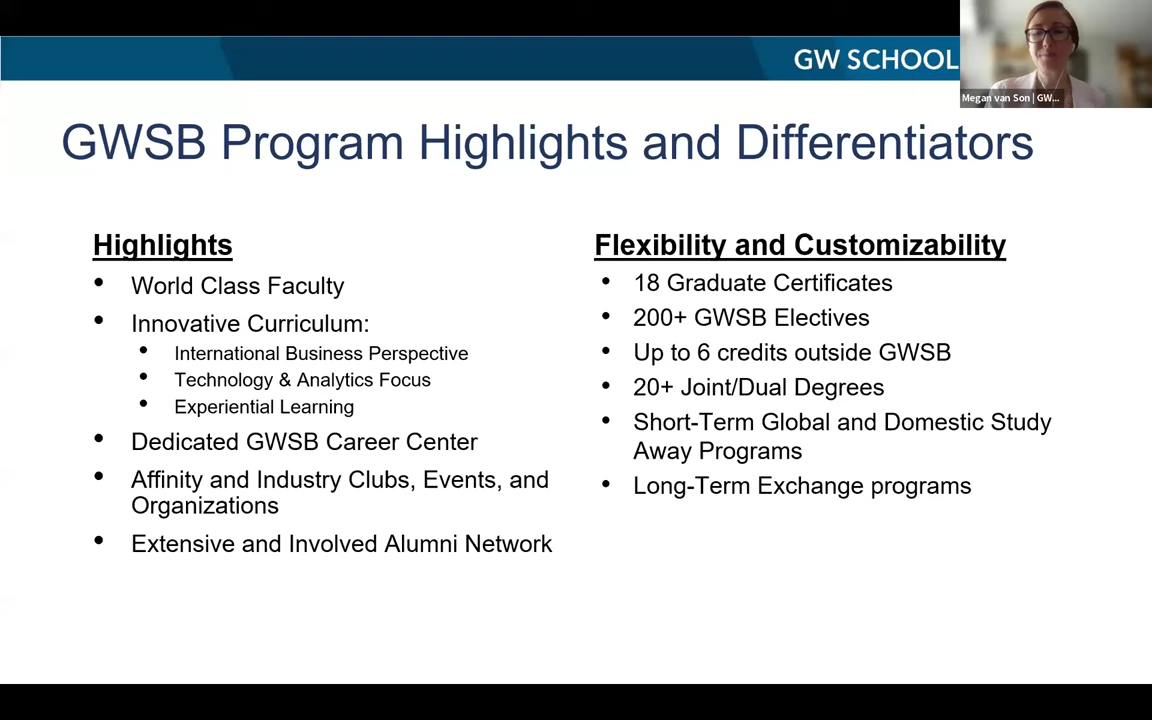 GW SCHOOL
Megan van Son | GW...
GWSB Program Highlights and Differentiators
Highlights
• World Class Faculty
• Innovative Curriculum:
• International Business Perspective
• Technology & Analytics Focus
• Experiential Learning
• Dedicated GWSB Career Center
• Affinity and Industry Clubs, Events, and
Organizations
• Extensive and Involved Alumni Network
Flexibility and Customizability
• 18 Graduate Certificates
• 200+ GWSB Electives
• Up to 6 credits outside GWSB
• 20+ Joint/Dual Degrees
• Short-Term Global and Domestic Study
Away Programs
• Long-Term Exchange programs